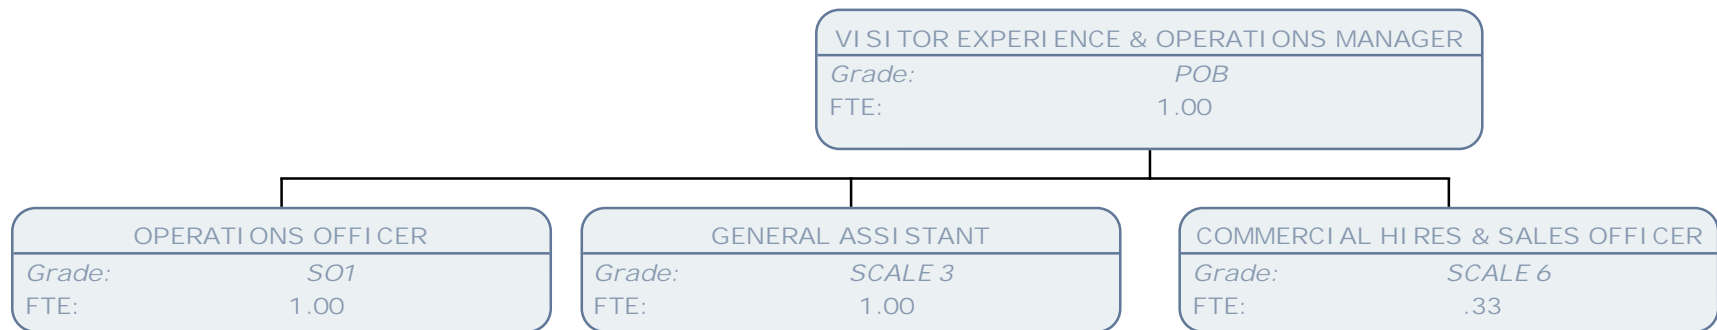 VISITOR EXPERIENCE & OPERATIONS MANAGER
Grade: POB
FTE: 1.00
OPERATIONS OFFICER
Grade: SO1
FTE: 1.00
GENERAL ASSISTANT
Grade: SCALE 3
FTE: 1.00
COMMERCIAL HIRES & SALES OFFICER
Grade: SCALE 6
FTE: .33